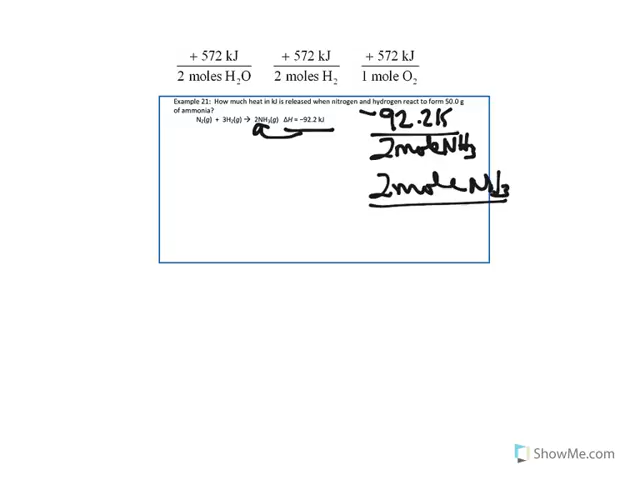 + 572 kJ + 572 kJ + 572 kJ
2 moles H₂O 2 moles H₂ 1 mole O₂
Example 21: How much heat in kJ is released when nitrogen and hydrogen react to form 50.0 g
of ammonia?
N₂(g) + 3H₂(g) → 2NH₃(g) ΔH = −92.2 kJ
-92.2K
2moleNH₃
2moleNH₃
ShowMe.com